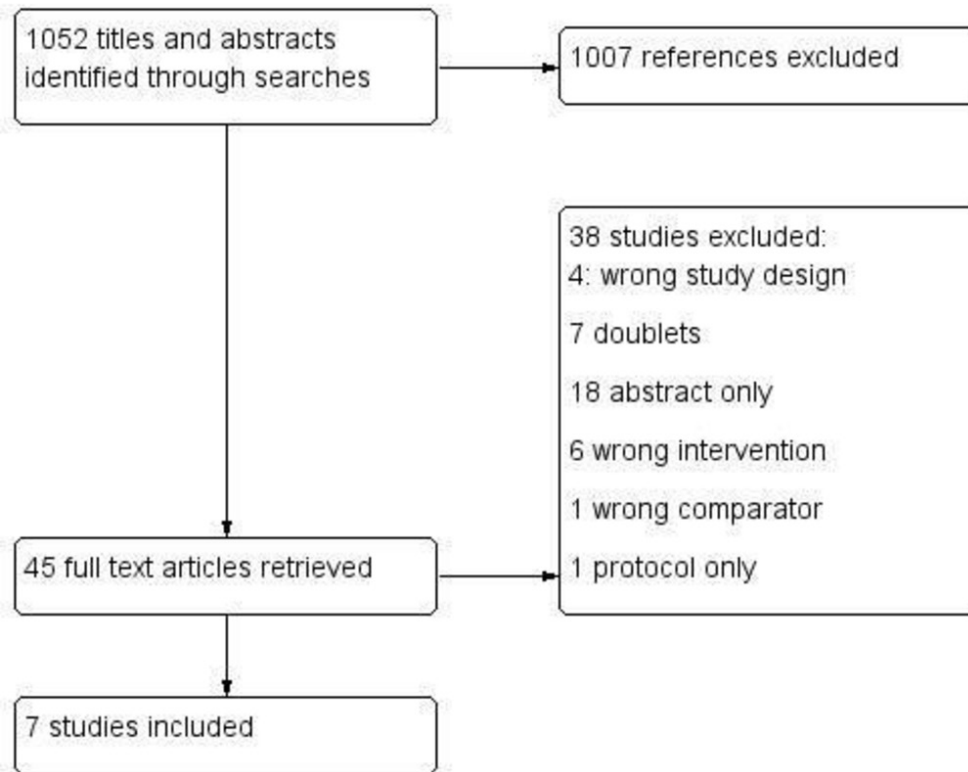 1052 titles and abstracts
identified through searches
1007 references excluded
38 studies excluded:
4: wrong study design
7 doublets
18 abstract only
6 wrong intervention
1 wrong comparator
1 protocol only
45 full text articles retrieved
7 studies included